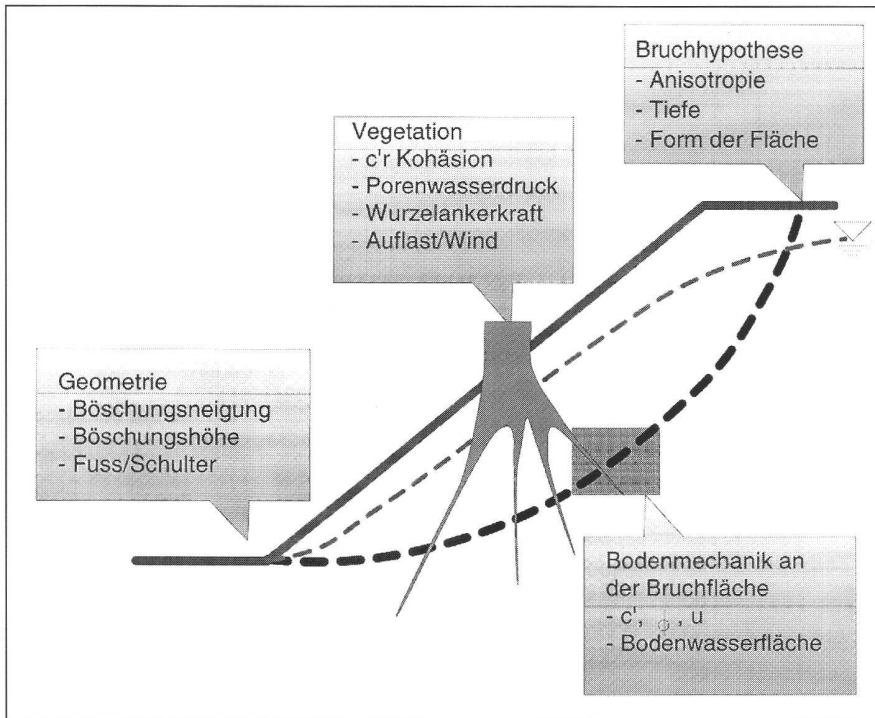 Bruchhypothese
- Anisotropie
- Tiefe
- Form der Fläche
Vegetation
- c'r Kohäsion
- Porenwasserdruck
- Wurzelankerkraft
- Auflast/Wind
Geometrie
- Böschungsneigung
- Böschungshöhe
- Fuss/Schulter
Bodenmechanik an
der Bruchfläche
- c', ϕ , u
- Bodenwasserfläche